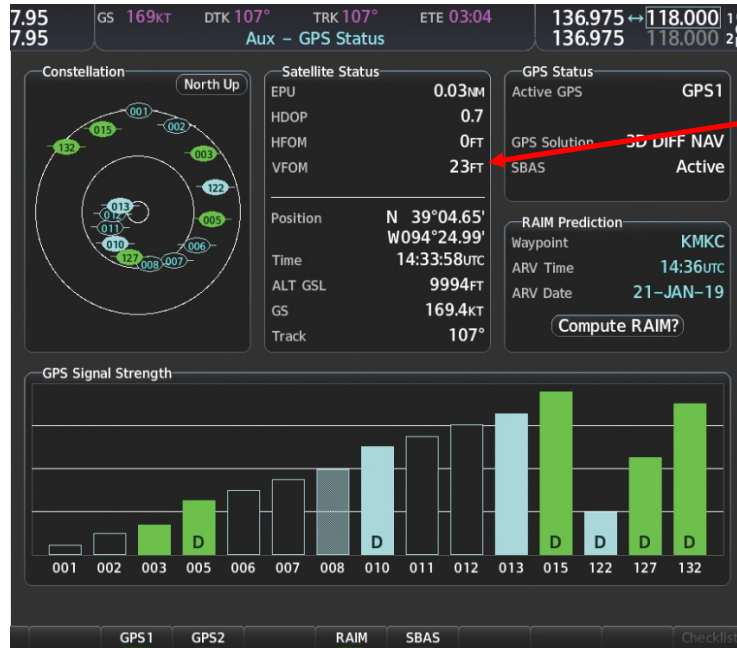 7.95 GS 169KT DTK 107° TRK 107° ETE 03:04 136.975 ↔ 118.000 1
7.95 Aux – GPS Status 136.975 118.000 2
Constellation
North Up
001
015 002
132 003
122
013
012 005
011
010 006
127 008 007
Satellite Status
EPU 0.03NM
HDOP 0.7
HFOM 0FT
VFOM 23FT
Position N 39°04.65'
W094°24.99'
Time 14:33:58UTC
ALT GSL 9994FT
GS 169.4KT
Track 107°
GPS Status
Active GPS GPS1
GPS Solution 3D DIFF NAV
SBAS Active
RAIM Prediction
Waypoint KMKC
ARV Time 14:36UTC
ARV Date 21–JAN–19
Compute RAIM?
GPS Signal Strength
D D D D D D
001 002 003 005 006 007 008 010 011 012 013 015 122 127 132
GPS1 GPS2 RAIM SBAS Checklist